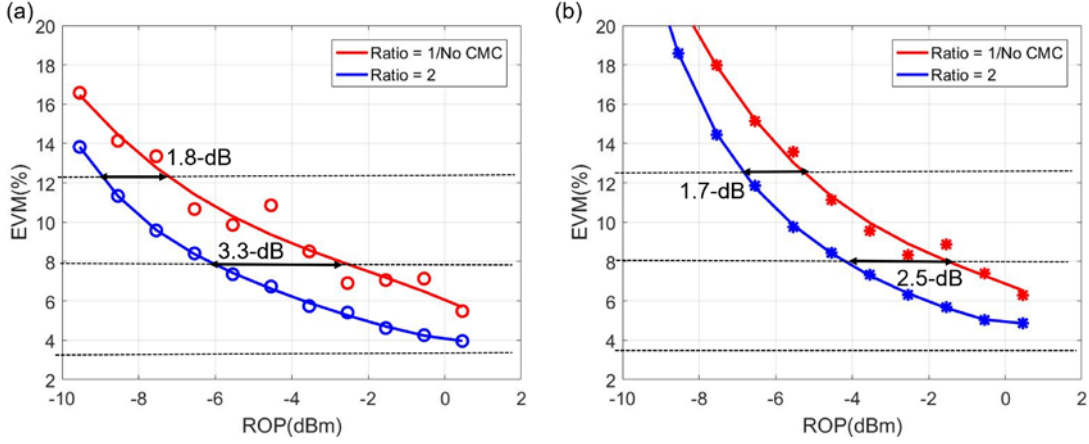 (a)
20
18
16
14
12
10
8
6
4
2
EVM(%)
Ratio = 1/No CMC
Ratio = 2
1.8-dB
3.3-dB
-10 -8 -6 -4 -2 0 2
ROP(dBm)
(b)
20
18
16
14
12
10
8
6
4
2
EVM(%)
Ratio = 1/No CMC
Ratio = 2
1.7-dB
2.5-dB
-10 -8 -6 -4 -2 0 2
ROP(dBm)